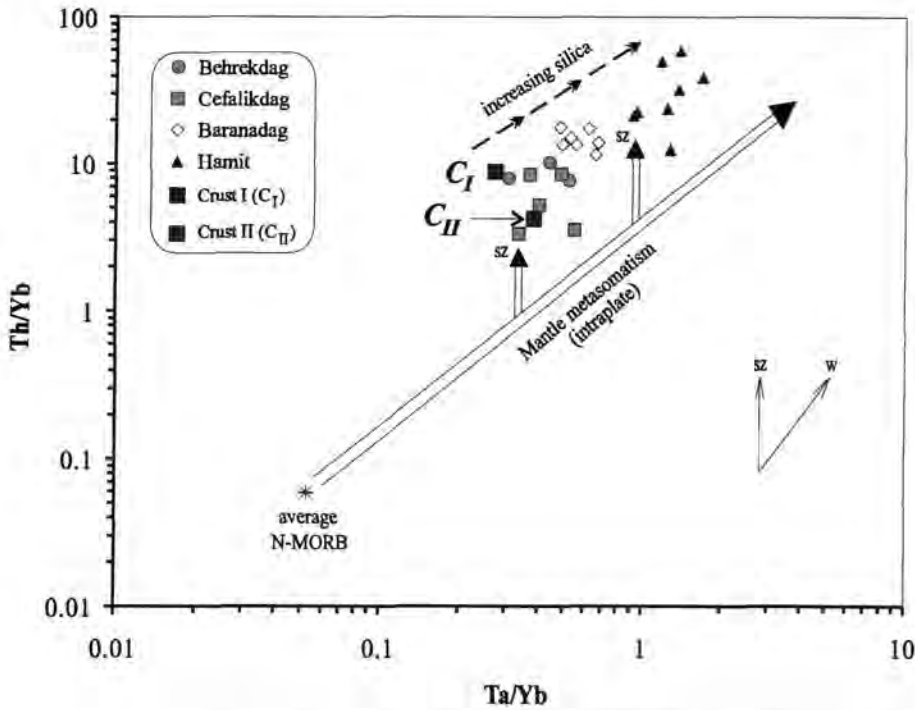 100
10
1
0.1
0.01
Th/Yb
Behrekdag
Cefalikdag
Baranadag
Hamit
Crust I (CI)
Crust II (CII)
increasing silica
CI
CII
sz
sz
Mantle metasomatism
(intraplate)
sz
w
average
N-MORB
0.01
0.1
1
10
Ta/Yb